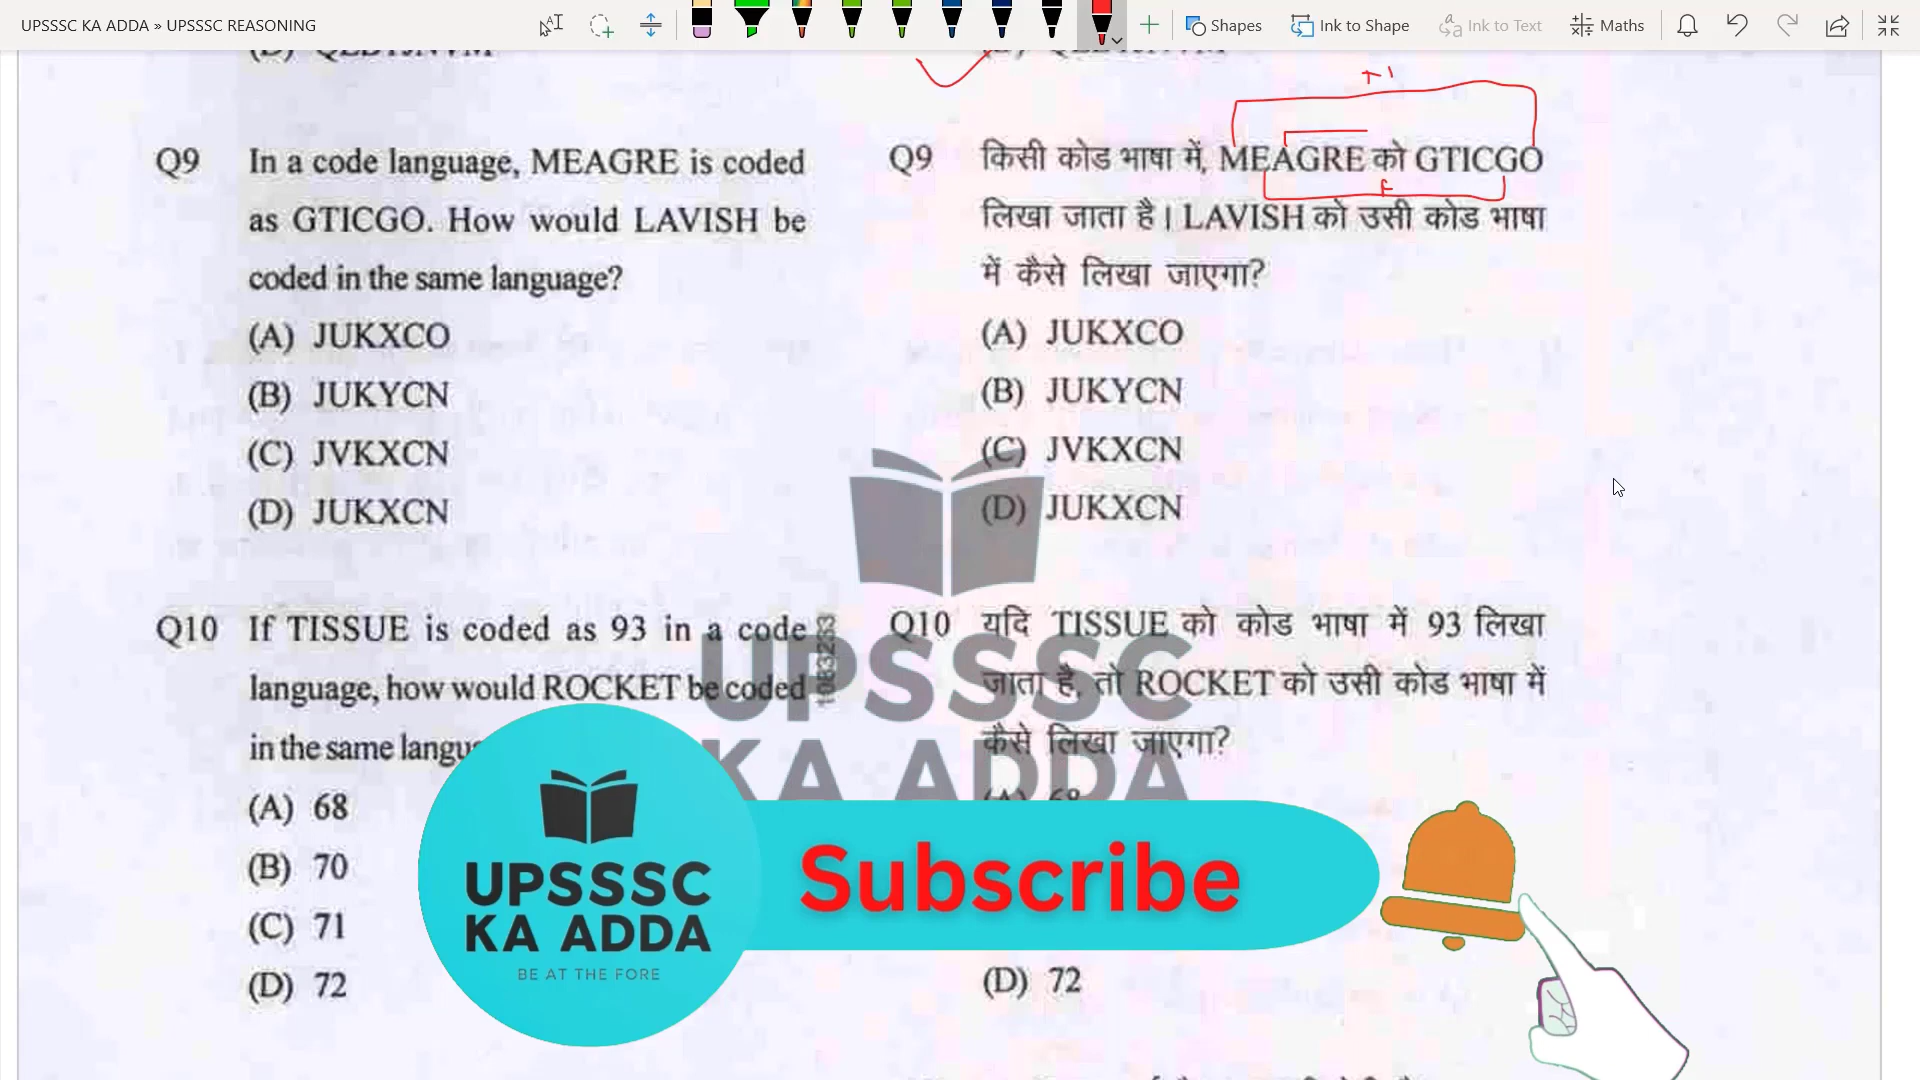 UPSSSC KA ADDA » UPSSSC REASONING
Shapes
Ink to Shape
Ink to Text
Maths
Q9 In a code language, MEAGRE is coded
as GTICGO. How would LAVISH be
coded in the same language?
(A) JUKXCO
(B) JUKYCN
(C) JVKXCN
(D) JUKXCN
Q10 If TISSUE is coded as 93 in a code
language, how would ROCKET be coded
in the same
(A) 68
(B) 70
(C) 71
(D) 72
Q9 किसी कोड भाषा में, MEAGRE को GTICGO
लिखा जाता है। LAVISH को उसी कोड भाषा
में कैसे लिखा जाएगा?
(A) JUKXCO
(B) JUKYCN
(C) JVKXCN
(D) JUKXCN
Q10 यदि TISSUE को कोड भाषा में 93 लिखा
जाता है, तो ROCKET को उसी कोड भाषा में
कैसे लिखा जाएगा?
(A) 68
(D) 72
UPSSSC
KA ADDA
UPSSSC
KA ADDA
BE AT THE FORE
Subscribe